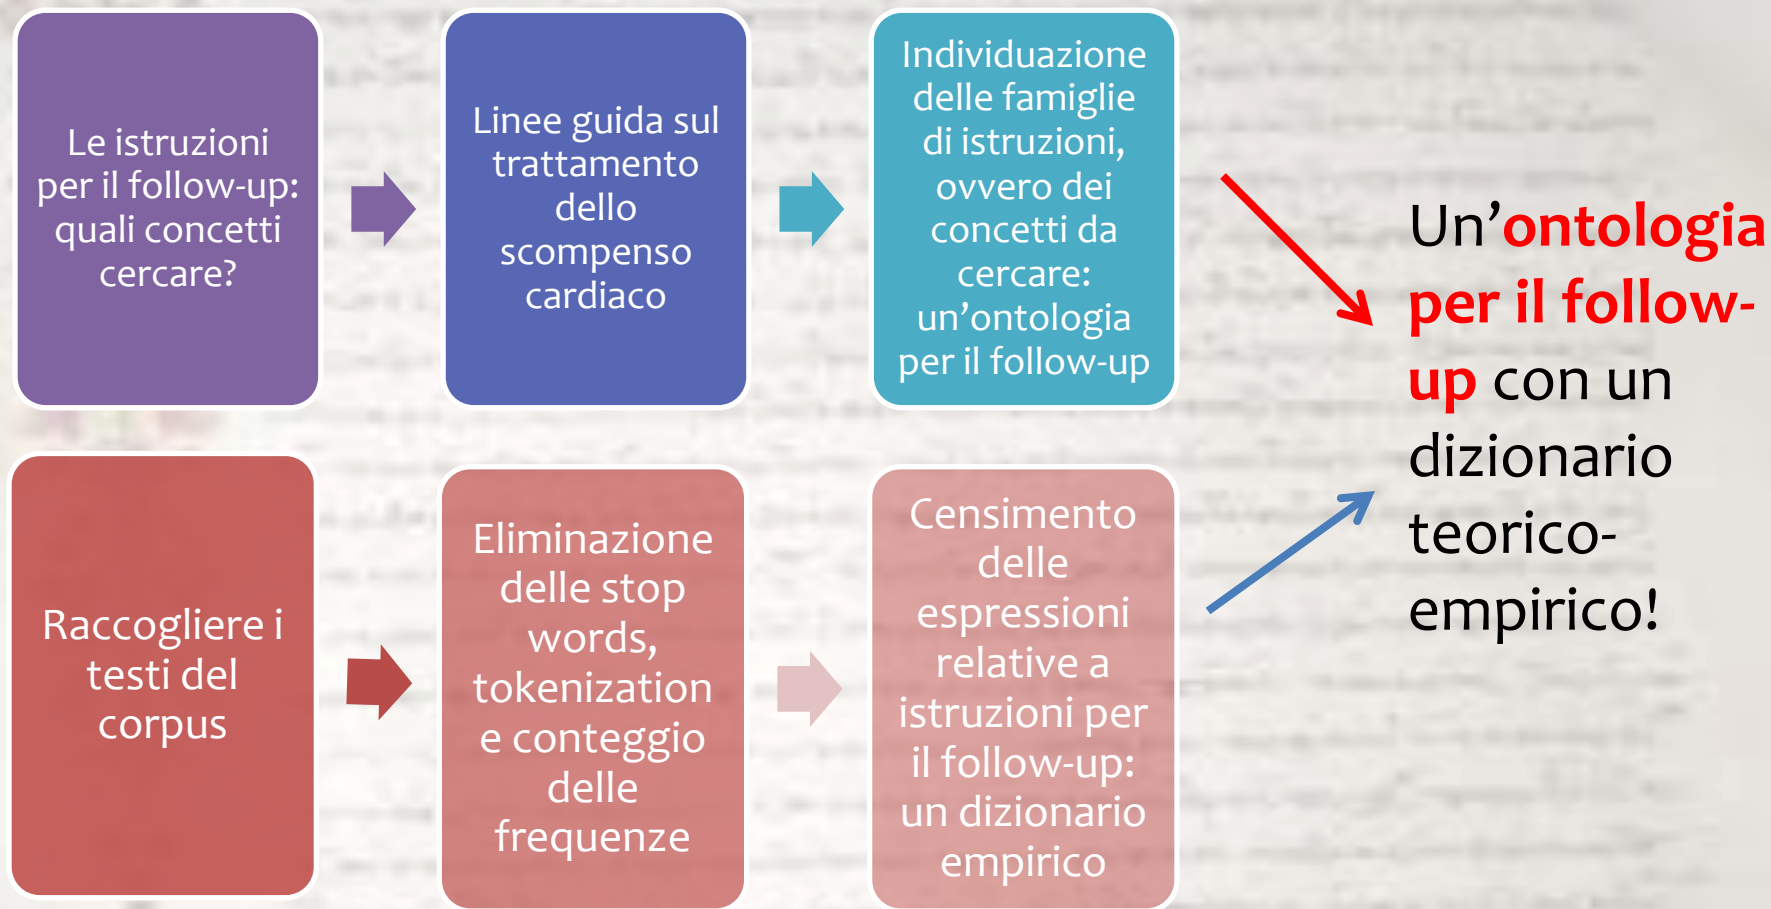 Le istruzioni
per il follow-up:
quali concetti
cercare?
Linee guida sul
trattamento
dello
scompenso
cardiaco
Individuazione
delle famiglie
di istruzioni,
ovvero dei
concetti da
cercare:
un’ontologia
per il follow-up
Raccogliere i
testi del
corpus
Eliminazione
delle stop
words,
tokenization
e conteggio
delle
frequenze
Censimento
delle
espressioni
relative a
istruzioni per
il follow-up:
un dizionario
empirico
Un’ontologia
per il follow-
up con un
dizionario
teorico-
empirico!